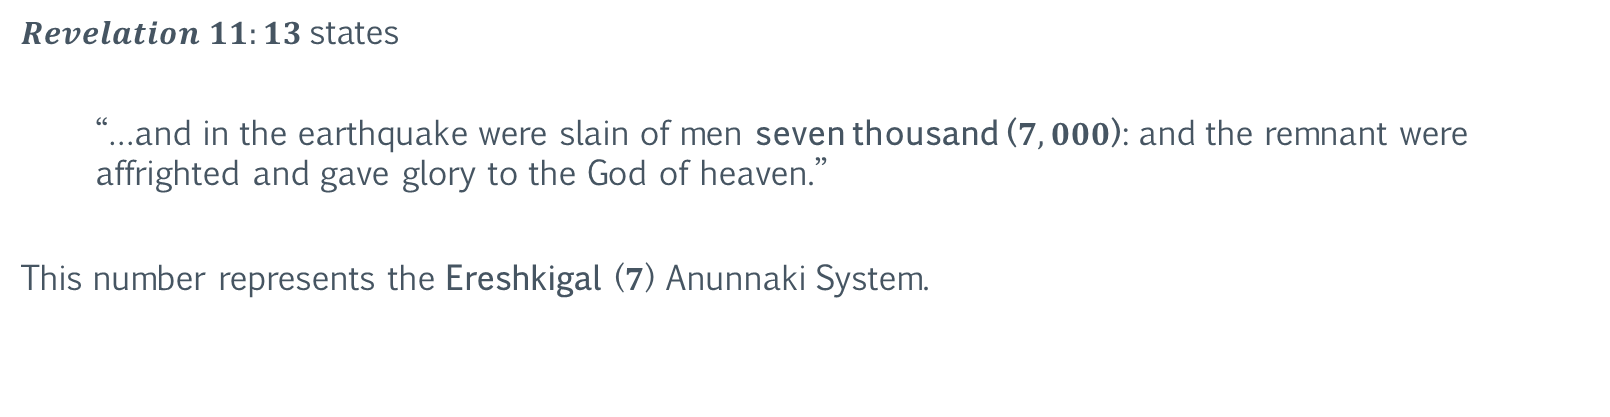 Revelation 11: 13 states
“…and in the earthquake were slain of men seven thousand (7, 000): and the remnant were
affrighted and gave glory to the God of heaven.”
This number represents the Ereshkigal (7) Anunnaki System.